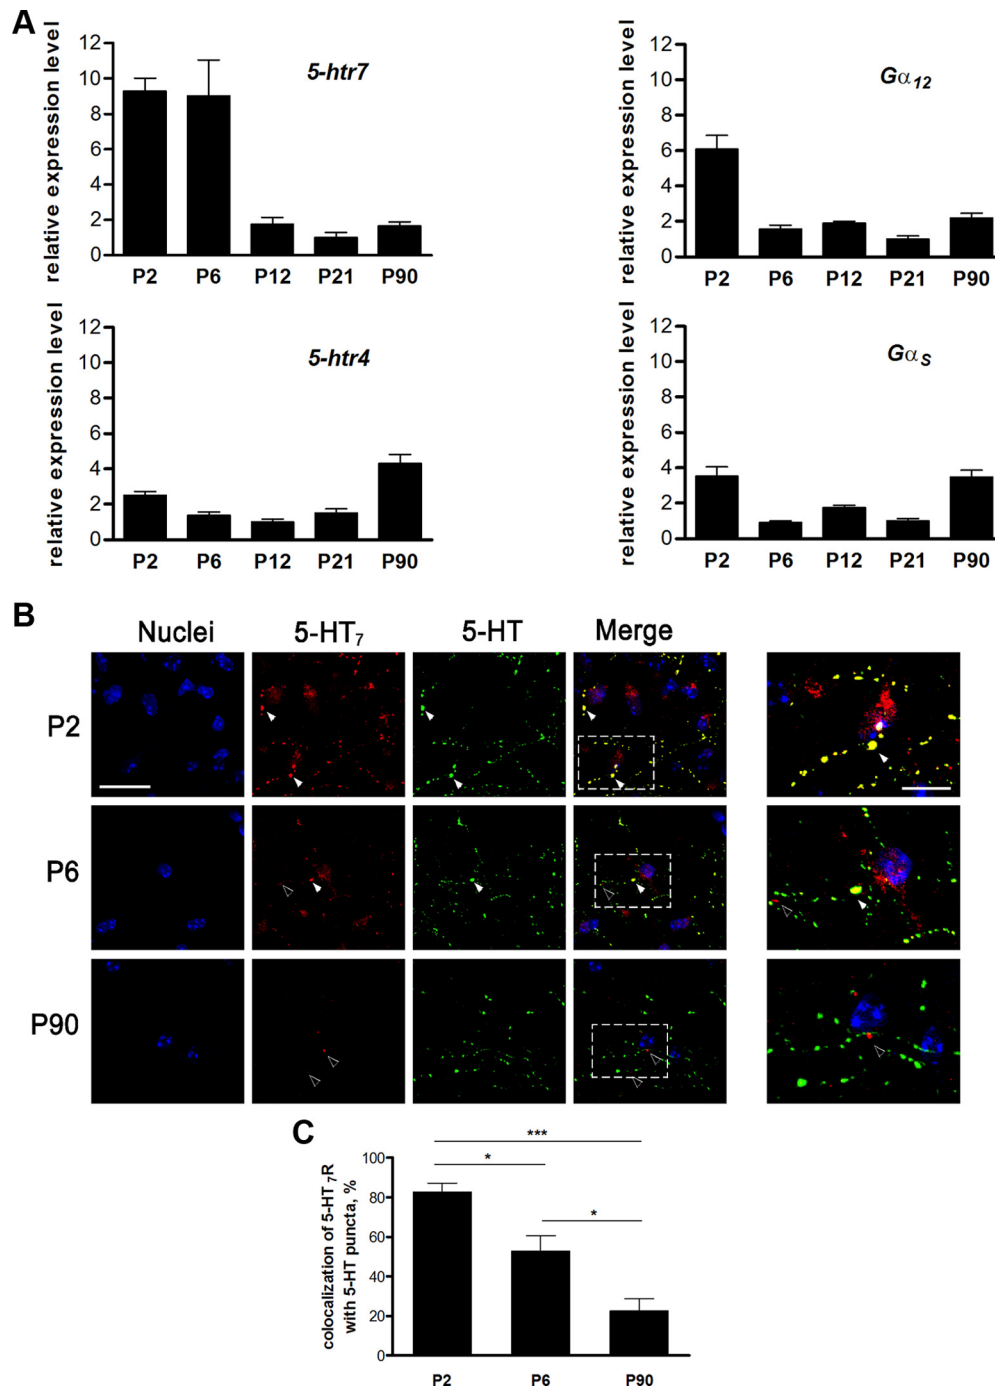 A
relative expression level
12
10
8
6
4
2
0
5-htr7
P2 P6 P12 P21 P90
relative expression level
12
10
8
6
4
2
0
Gα12
P2 P6 P12 P21 P90
relative expression level
12
10
8
6
4
2
0
5-htr4
P2 P6 P12 P21 P90
relative expression level
12
10
8
6
4
2
0
GαS
P2 P6 P12 P21 P90
B
Nuclei 5-HT₇ 5-HT Merge
P2
P6
P90
C
colocalization of 5-HT₇R
with 5-HT puncta, %
100
80
60
40
20
0
***
*
*
P2 P6 P90